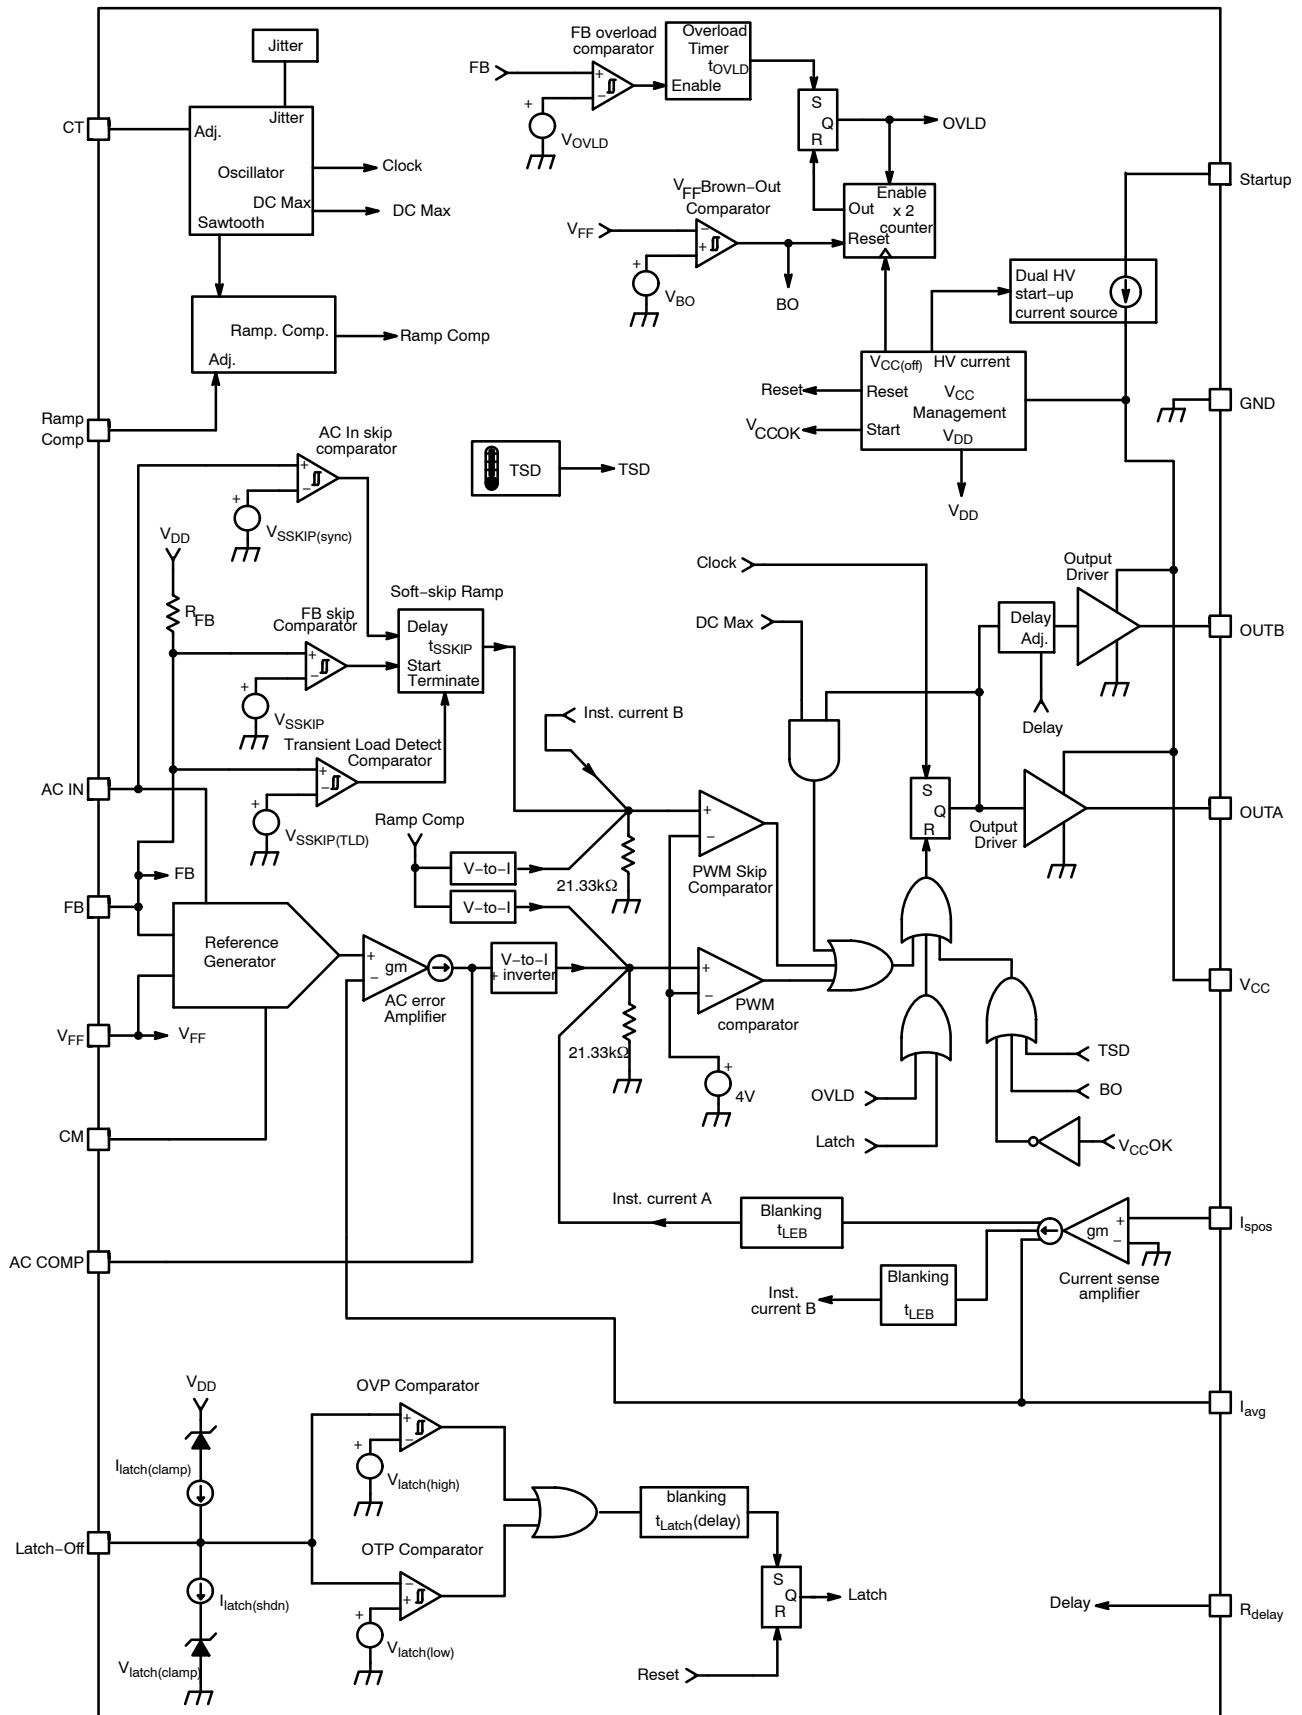 Jitter
FB overload
comparator
Overload
Timer
tOVLD
Enable
FB
+
−
+
VOVLD
S
Q
R
OVLD
CT
Adj.
Jitter
Oscillator
DC Max
Sawtooth
Clock
DC Max
VFF Brown−Out
Comparator
VFF
−
+
+
VBO
BO
Enable
Out
x 2
counter
Reset
Startup
Dual HV
start−up
current source
Ramp. Comp.
Adj.
Ramp Comp
Ramp
Comp
VCC(off)
HV current
Reset
Reset
VCC
Management
VCCOK
Start
VDD
VDD
GND
AC In skip
comparator
+
−
+
VSSKIP(sync)
TSD
TSD
VDD
RFB
FB skip
Comparator
+
−
+
VSSKIP
Soft−skip Ramp
Delay
tSSKIP
Start
Terminate
Transient Load Detect
Comparator
+
−
+
VSSKIP(TLD)
Clock
DC Max
Inst. current B
Output
Driver
Delay
Adj.
Delay
OUTB
AC IN
Ramp Comp
V−to−I
V−to−I
21.33kΩ
+
−
PWM Skip
Comparator
S
Q
R
Output
Driver
OUTA
FB
FB
Reference
Generator
+
−
gm
AC error
Amplifier
V−to−I
+ inverter
21.33kΩ
+
−
PWM
comparator
+
4V
VCC
VFF
VFF
TSD
BO
VCCOK
OVLD
Latch
CM
Inst. current A
Blanking
tLEB
gm
+
−
Current sense
amplifier
Ispos
AC COMP
Inst.
current B
Blanking
tLEB
Iavg
VDD
Ilatch(clamp)
Latch−Off
Ilatch(shdn)
Vlatch(clamp)
OVP Comparator
+
−
+
Vlatch(high)
OTP Comparator
−
+
+
Vlatch(low)
blanking
tLatch(delay)
S
Q
R
Latch
Reset
Delay
Rdelay